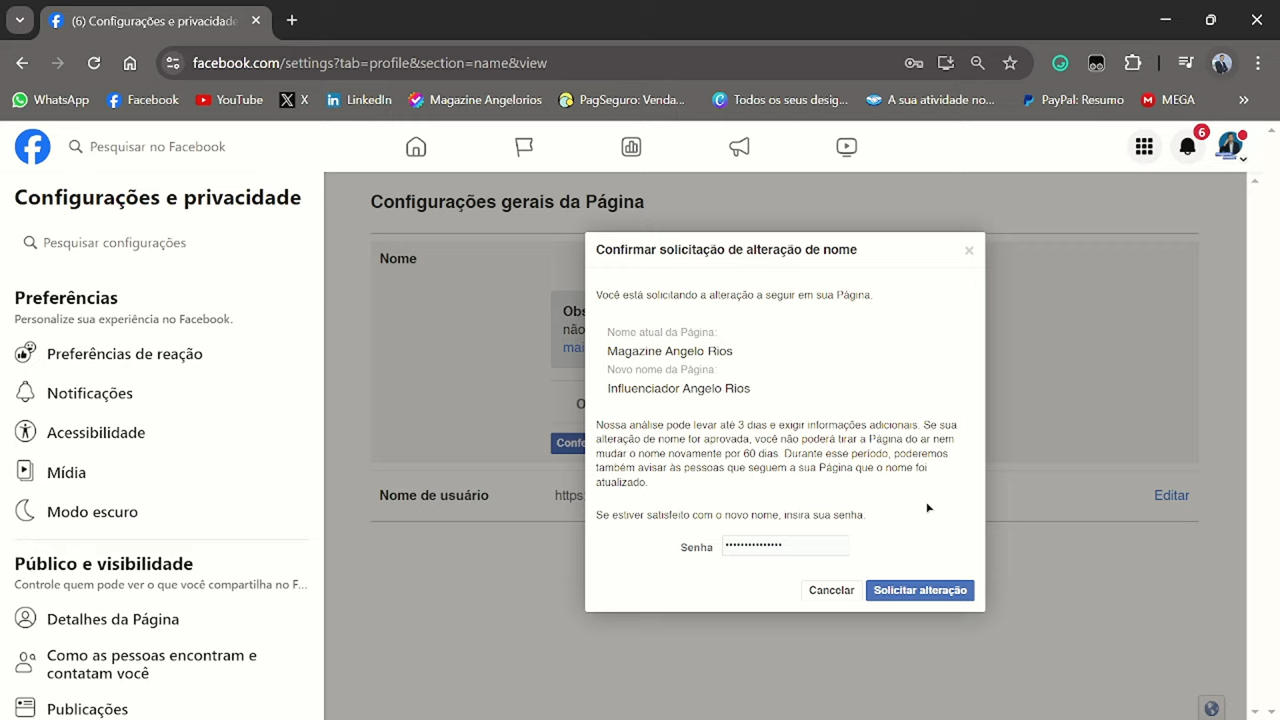 (6) Configurações e privacidade
facebook.com/settings?tab=profile&section=name&view
WhatsApp
Facebook
YouTube
X
LinkedIn
Magazine Angelorios
PagSeguro: Venda...
Todos os seus desig...
A sua atividade no...
PayPal: Resumo
MEGA
Pesquisar no Facebook
6
Configurações e privacidade
Pesquisar configurações
Preferências
Personalize sua experiência no Facebook.
Preferências de reação
Notificações
Acessibilidade
Mídia
Modo escuro
Público e visibilidade
Controle quem pode ver o que você compartilha no F...
Detalhes da Página
Como as pessoas encontram e
contatam você
Publicações
Configurações gerais da Página
Nome
Obs
não
mai
O
Confe
Nome de usuário
https:
Editar
Confirmar solicitação de alteração de nome
Você está solicitando a alteração a seguir em sua Página.
Nome atual da Página:
Magazine Angelo Rios
Novo nome da Página:
Influenciador Angelo Rios
Nossa análise pode levar até 3 dias e exigir informações adicionais. Se sua
alteração de nome for aprovada, você não poderá tirar a Página do ar nem
mudar o nome novamente por 60 dias. Durante esse período, poderemos
também avisar às pessoas que seguem a sua Página que o nome foi
atualizado.
Se estiver satisfeito com o novo nome, insira sua senha.
Senha
•••••••••••••••
Cancelar
Solicitar alteração